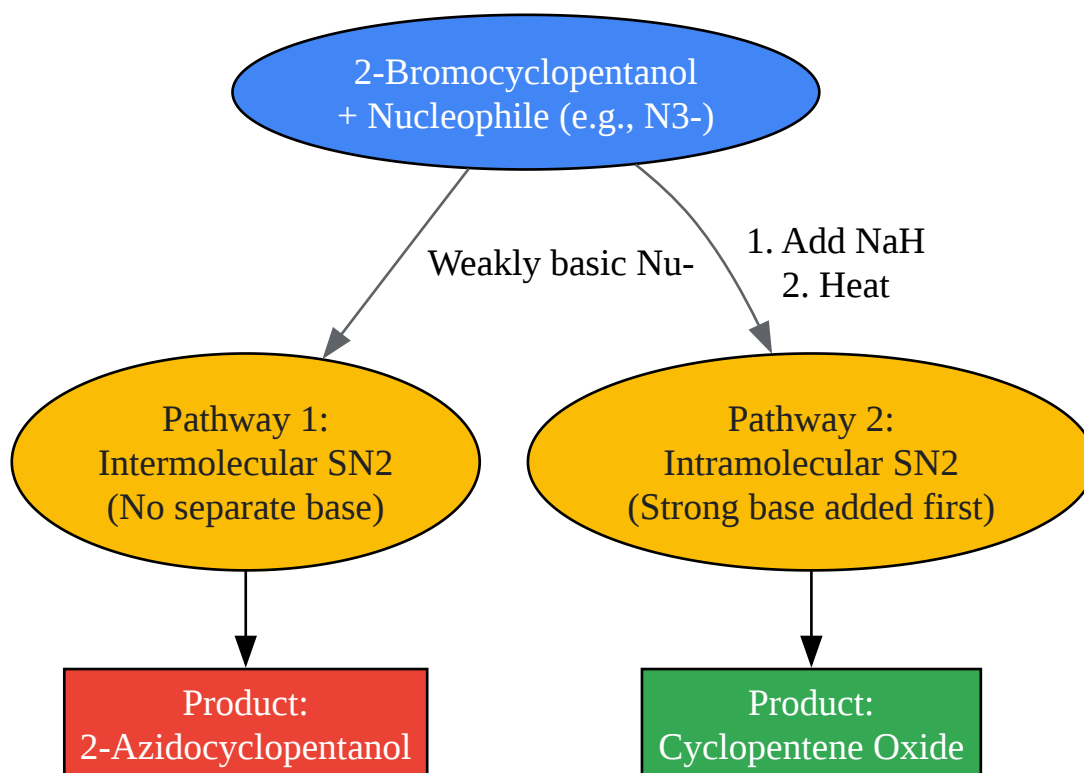 2-Bromocyclopentanol
+ Nucleophile (e.g., N3-)
Weakly basic Nu-
1. Add NaH
2. Heat
Pathway 1:
Intermolecular SN2
(No separate base)
Pathway 2:
Intramolecular SN2
(Strong base added first)
Product:
2-Azidocyclopentanol
Product:
Cyclopentene Oxide